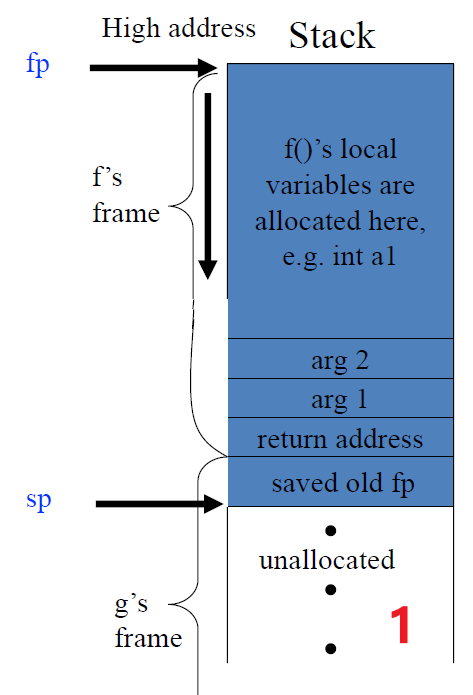 High address
Stack
fp
f()'s local
variables are
allocated here,
e.g. int a1
f's
frame
arg 2
arg 1
return address
saved old fp
sp
unallocated
g's
frame
1